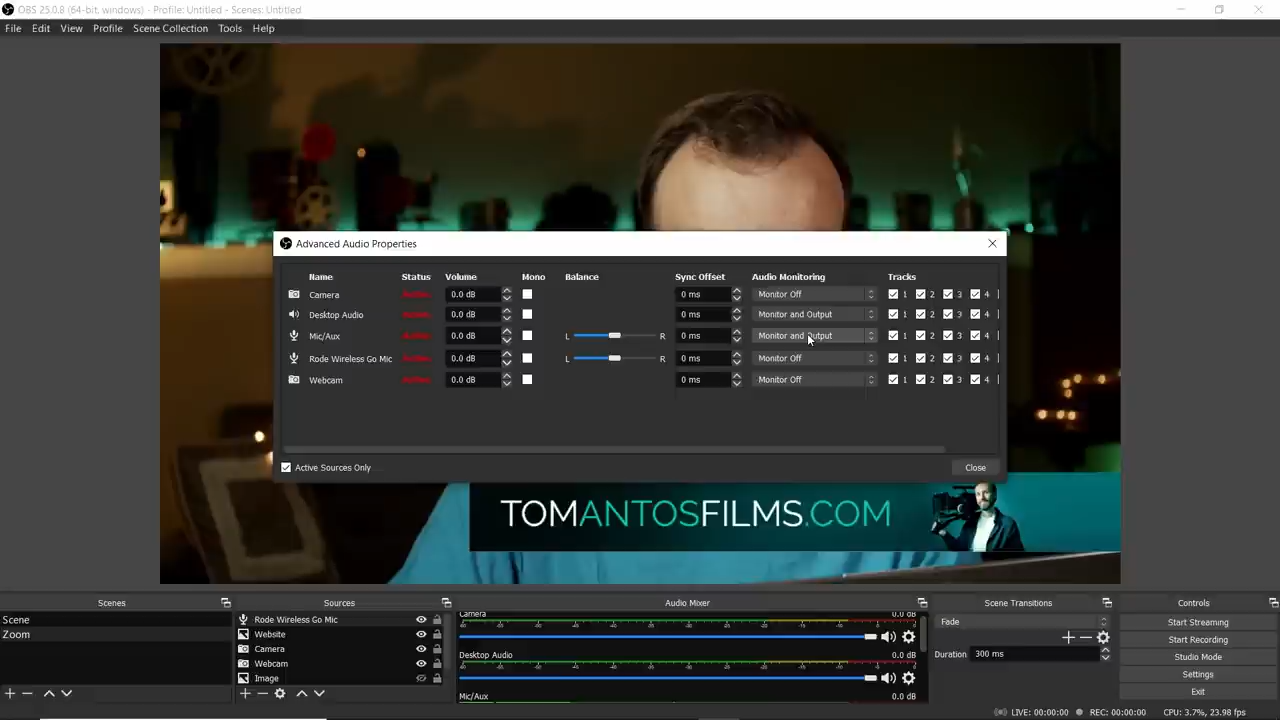 OBS 25.0.8 (64-bit, windows) - Profile: Untitled - Scenes: Untitled
File Edit View Profile Scene Collection Tools Help
Advanced Audio Properties
Name Status Volume Mono Balance Sync Offset Audio Monitoring Tracks
Camera 0.0 dB 0 ms Monitor Off 1 2 3 4
Desktop Audio 0.0 dB 0 ms Monitor and Output 1 2 3 4
Mic/Aux 0.0 dB L R 0 ms Monitor and Output 1 2 3 4
Rode Wireless Go Mic 0.0 dB L R 0 ms Monitor Off 1 2 3 4
Webcam 0.0 dB 0 ms Monitor Off 1 2 3 4
Active Sources Only
Close
TOMANTOSFILMS.COM
Scenes
Scene
Zoom
Sources
Rode Wireless Go Mic
Website
Camera
Webcam
Image
Audio Mixer
Camera 0.0 dB
Desktop Audio 0.0 dB
Mic/Aux 0.0 dB
Scene Transitions
Fade
Duration 300 ms
Controls
Start Streaming
Start Recording
Studio Mode
Settings
Exit
LIVE: 00:00:00 REC: 00:00:00 CPU: 3.7%, 23.98 fps